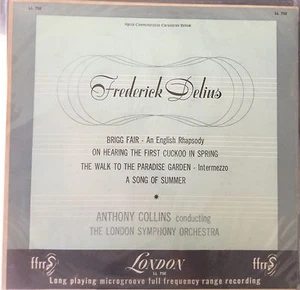 LL 758
LL 758
Frederick Delius
BRIGG FAIR - An English Rhapsody
ON HEARING THE FIRST CUCKOO IN SPRING
THE WALK TO THE PARADISE GARDEN - Intermezzo
A SONG OF SUMMER
ANTHONY COLLINS conducting
THE LONDON SYMPHONY ORCHESTRA
ffrr LONDON ffrr
LL 758
Long playing microgroove full frequency range recording